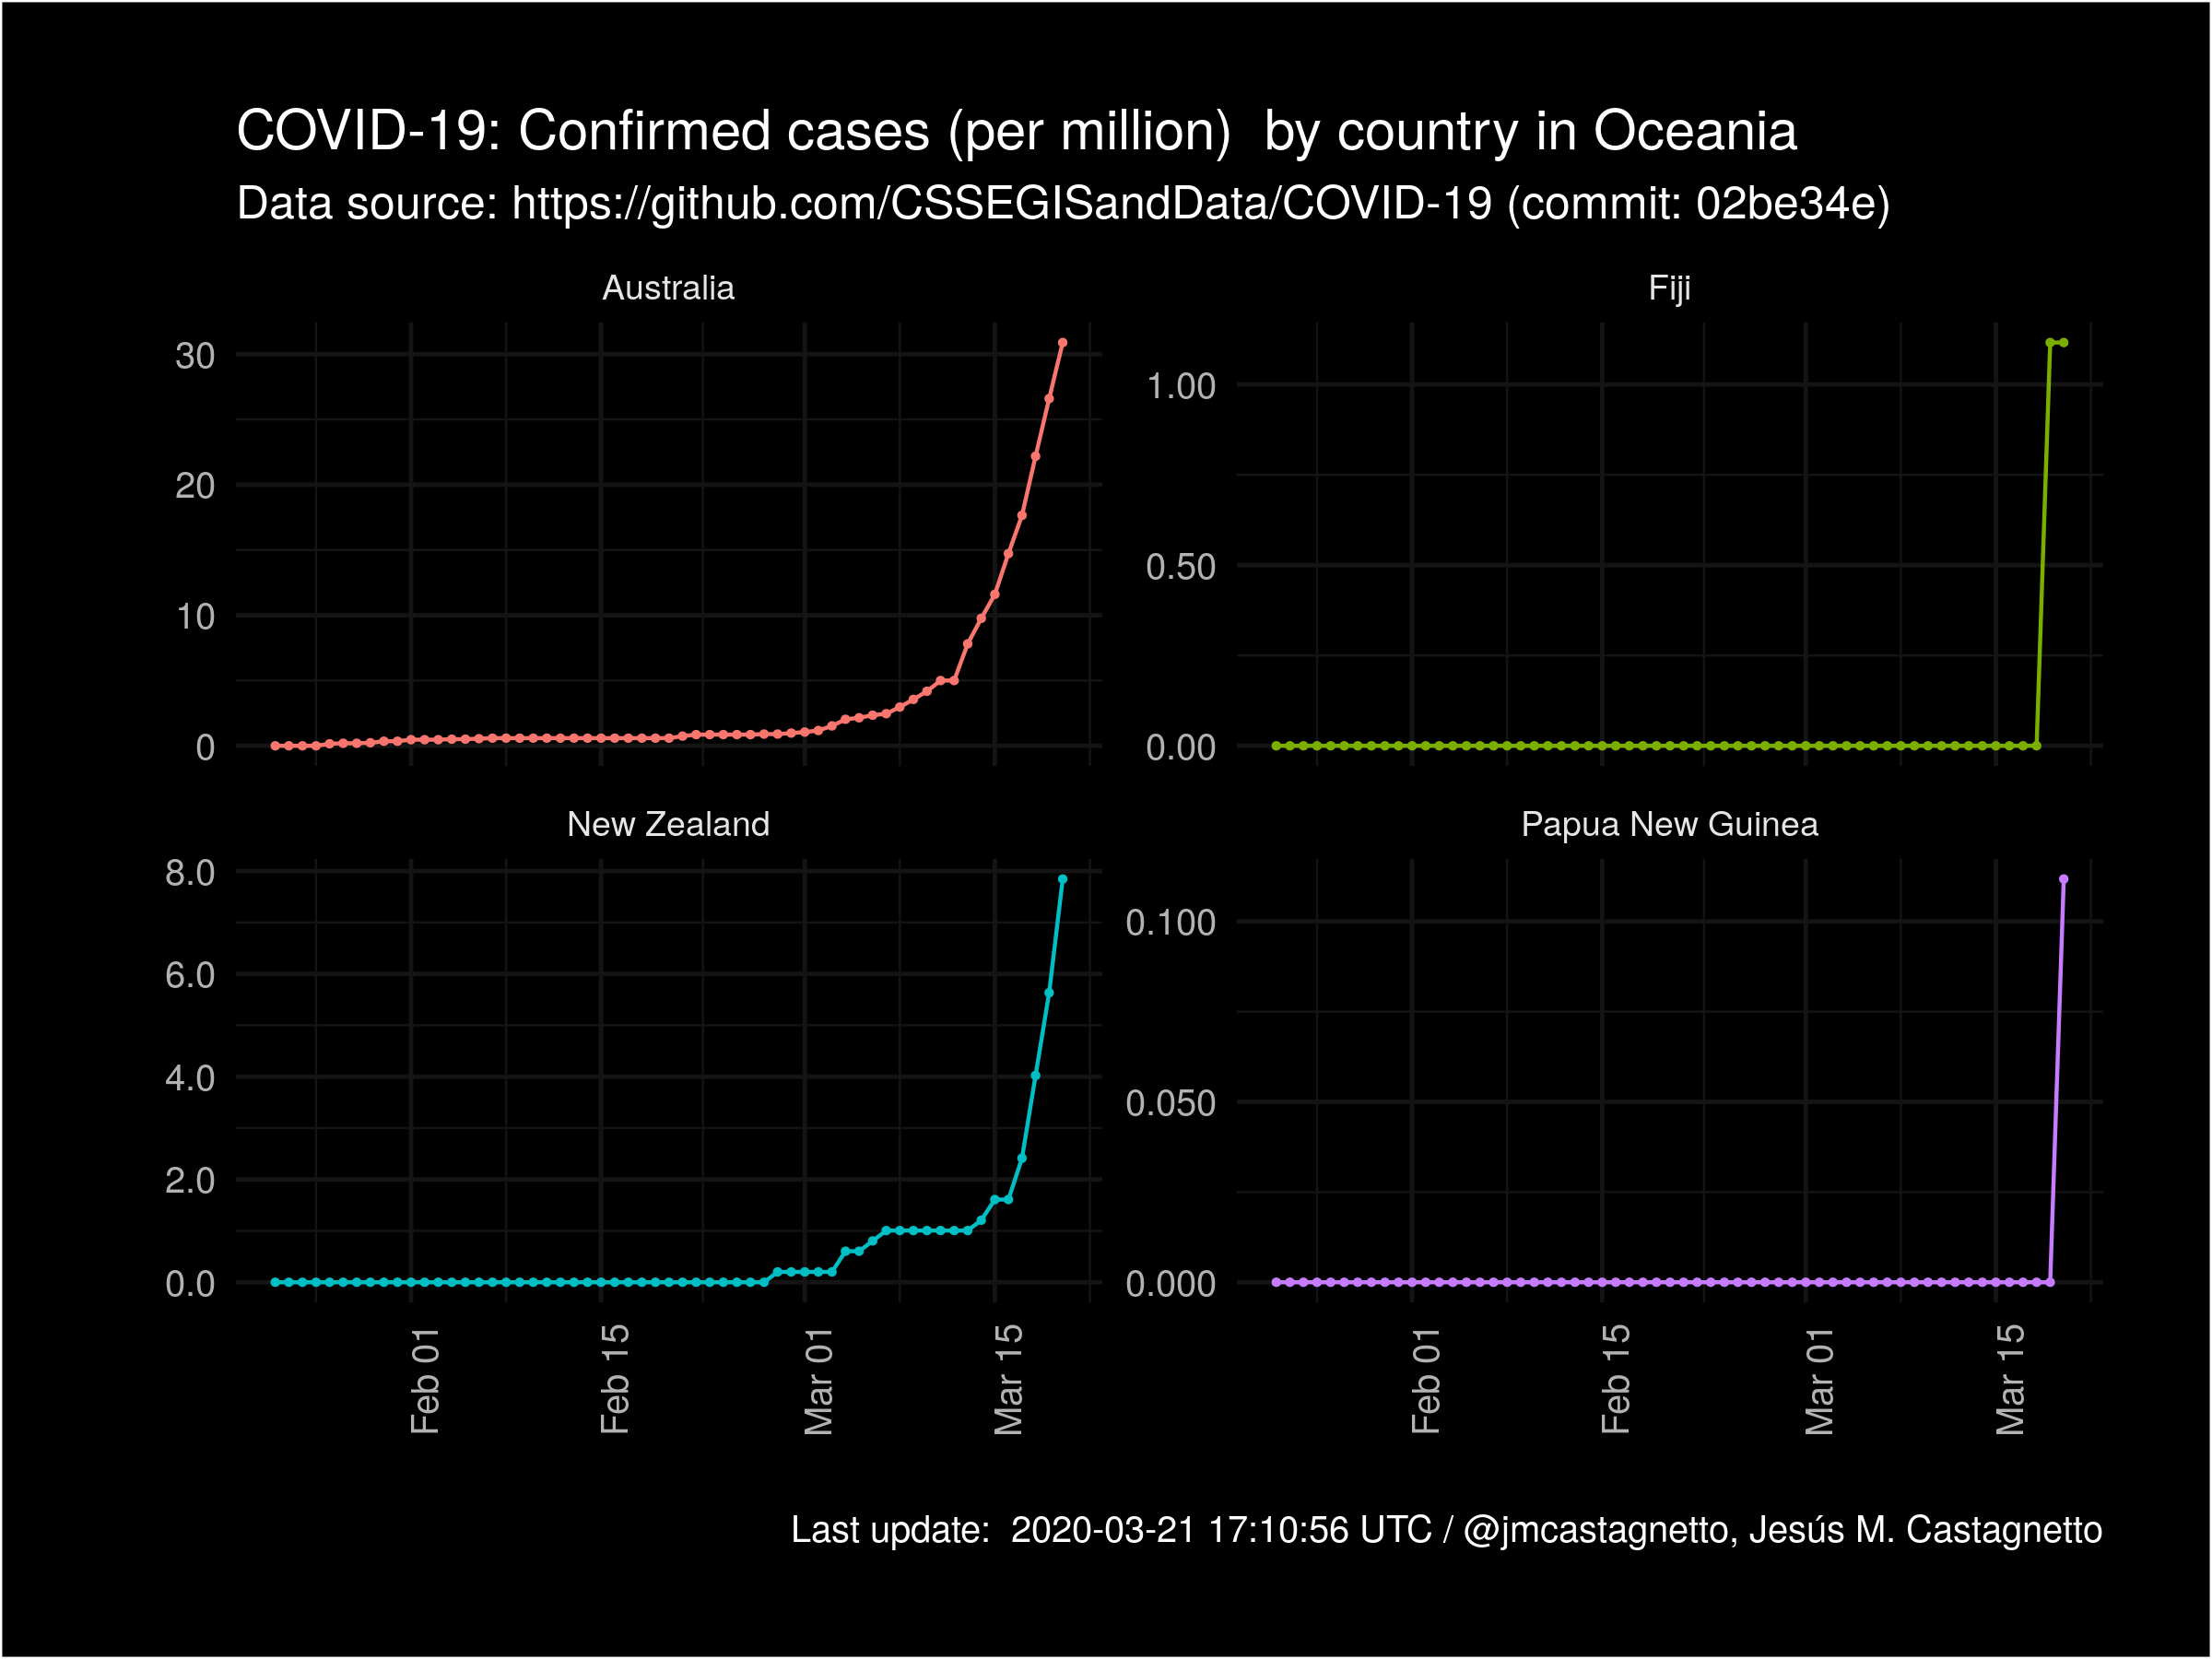 COVID-19: Confirmed cases (per million)  by country in Oceania
Data source: https://github.com/CSSEGISandData/COVID-19 (commit: 02be34e)
Australia
30
20
10
0
Fiji
1.00
0.50
0.00
New Zealand
8.0
6.0
4.0
2.0
0.0
Feb 01
Feb 15
Mar 01
Mar 15
Papua New Guinea
0.100
0.050
0.000
Feb 01
Feb 15
Mar 01
Mar 15
Last update:  2020-03-21 17:10:56 UTC / @jmcastagnetto, Jesús M. Castagnetto